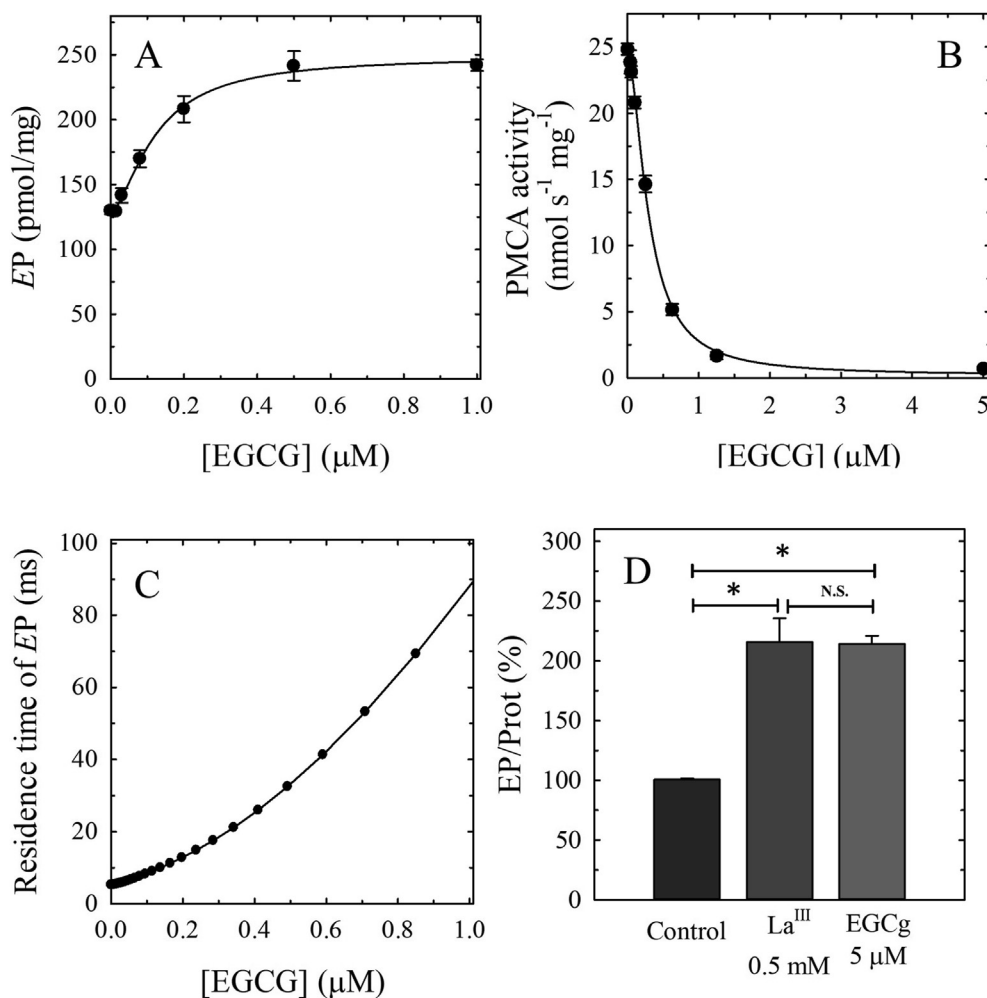 A
EP (pmol/mg)
250
200
150
100
50
0
0.0 0.2 0.4 0.6 0.8 1.0
[EGCG] (μM)
B
PMCA activity
(nmol s⁻¹ mg⁻¹)
25
20
15
10
5
0
0 1 2 3 4 5
[EGCG] (μM)
C
Residence time of EP (ms)
100
80
60
40
20
0
0.0 0.2 0.4 0.6 0.8 1.0
[EGCG] (μM)
D
EP/Prot (%)
300
250
200
150
100
50
0
*
* N.S.
Control Laᴵᴵᴵ EGCg
0.5 mM 5 μM